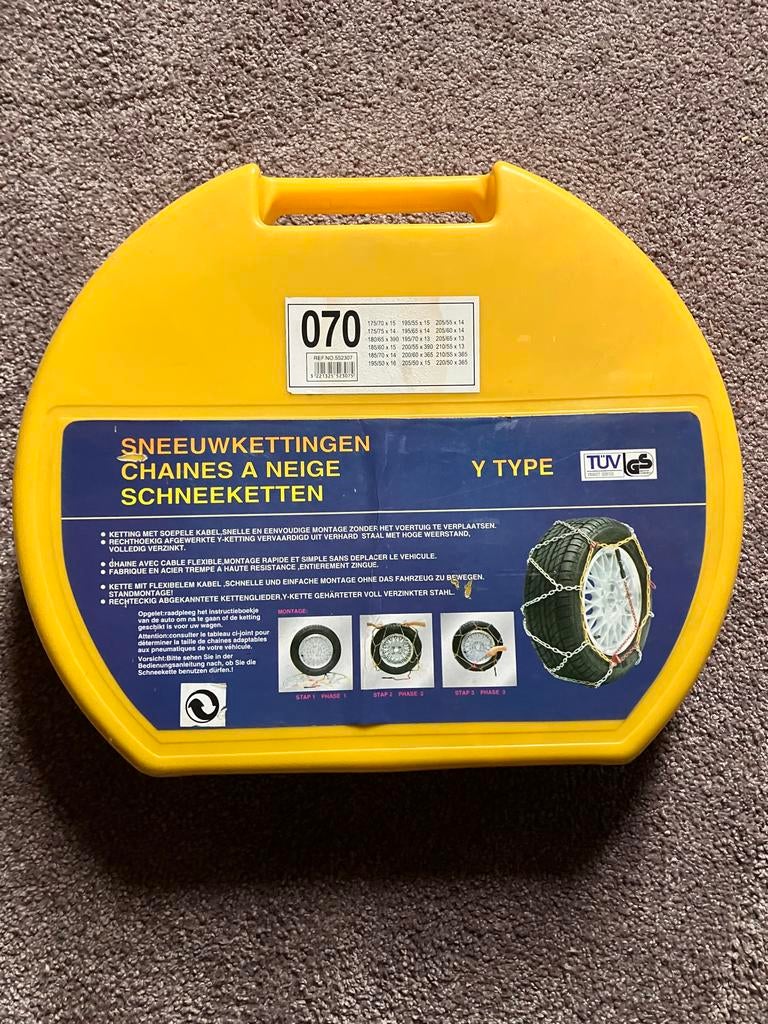 070
175/70 x 15 195/55 x 15 205/55 x 14
175/75 x 14 195/65 x 14 205/60 x 14
180/65 x 390 195/70 x 13 205/65 x 13
185/60 x 15 200/55 x 390 210/55 x 13
185/70 x 14 200/60 x 365 210/55 x 365
195/50 x 16 205/50 x 15 220/50 x 365
REF NO.552307
3 221325 523075
SNEEUWKETTINGEN
CHAINES A NEIGE
SCHNEEKETTEN
Y TYPE
TÜV GS
● KETTING MET SOEPELE KABEL,SNELLE EN EENVOUDIGE MONTAGE ZONDER HET VOERTUIG TE VERPLAATSEN.
● RECHTHOEKIG AFGEWERKTE Y-KETTING VERVAARDIGD UIT VERHARD STAAL MET HOGE WEERSTAND,
VOLLEDIG VERZINKT.
● CHAINE AVEC CABLE FLEXIBLE,MONTAGE RAPIDE ET SIMPLE SANS DEPLACER LE VEHICULE.
● FABRIQUE EN ACIER TREMPE A HAUTE RESISTANCE ,ENTIEREMENT ZINGUE.
● KETTE MIT FLEXIBELEM KABEL ,SCHNELLE UND EINFACHE MONTAGE OHNE DAS FAHRZEUG ZU BEWEGEN.
STANDMONTAGE!
● RECHTECKIG ABGEKANNTETE KETTENGLIEDER,Y-KETTE GEHÄRTETER VOLL VERZINKTER STAHL.
Opgelet:raadpleeg het instructieboekje
van de auto om na te gaan of de ketting
geschikt is voor uw wagen.
Attention:consulter le tableau ci-joint pour
déterminer la taille de chaines adaptables
aux pneumatiques de votre véhicule.
Vorsicht:Bitte sehen Sie in der
Bedienungsanleitung nach, ob Sie die
Schneekette benutzen dürfen.!
MONTAGE:
STAP 1 PHASE 1
STAP 2 PHASE 2
STAP 3 PHASE 3